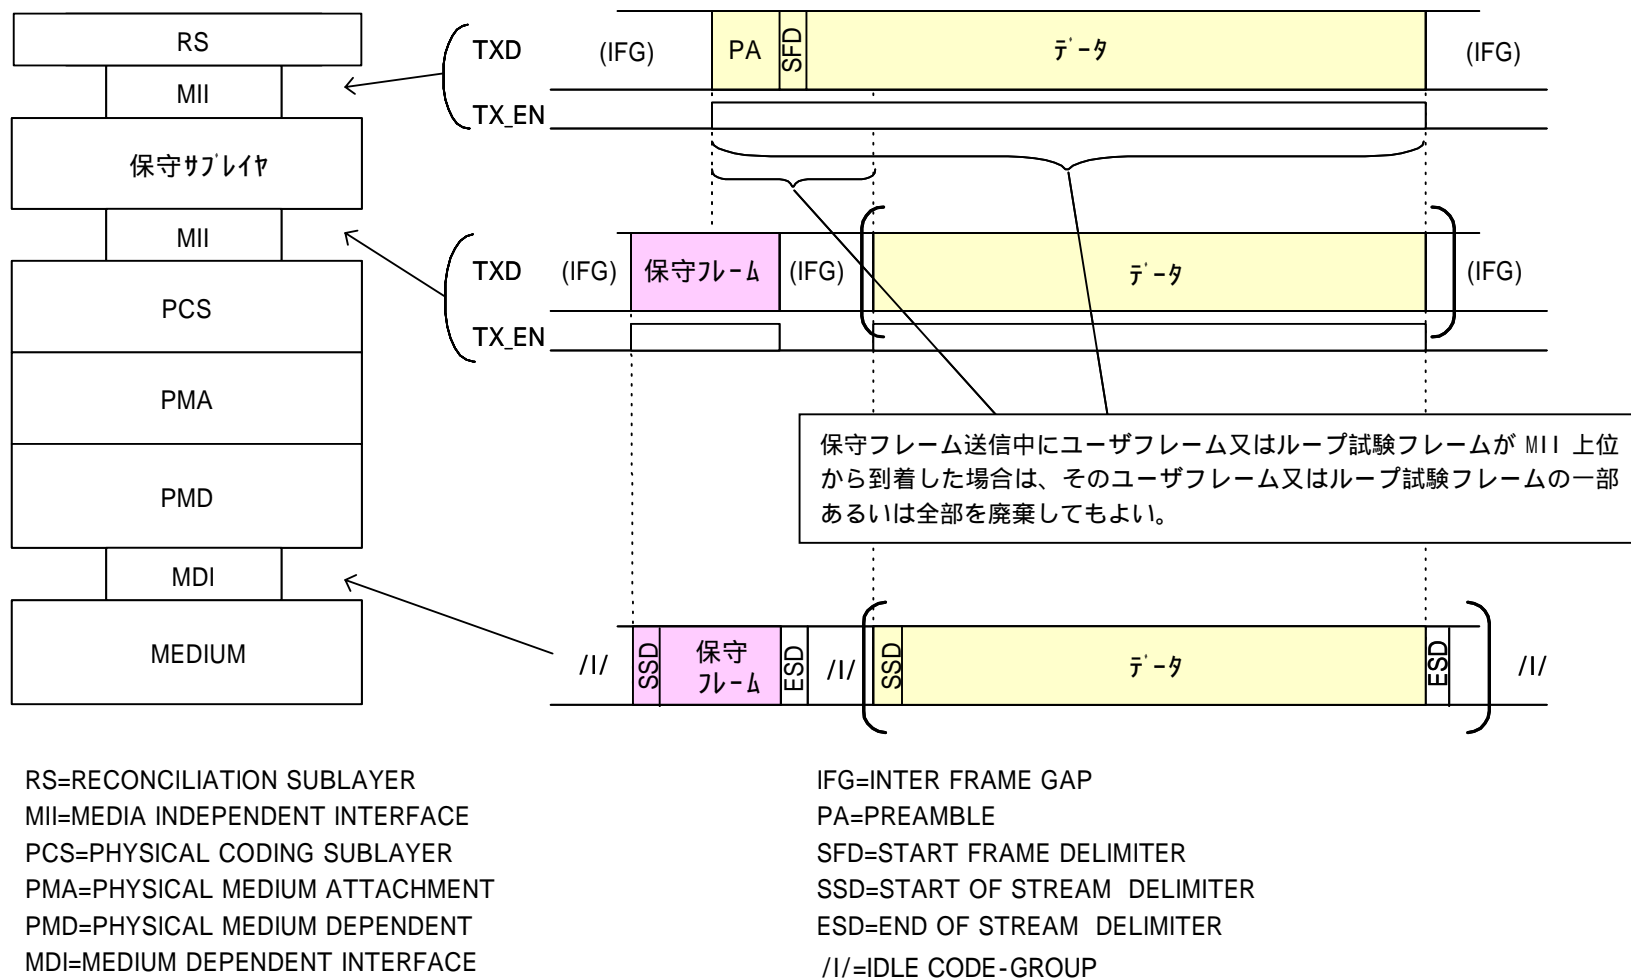 RS
MII
保守ｻﾌﾞﾚｲﾔ
MII
PCS
PMA
PMD
MDI
MEDIUM
TXD (IFG) PA SFD ﾃﾞｰﾀ (IFG)
TX_EN
TXD (IFG) 保守ﾌﾚｰﾑ (IFG) ﾃﾞｰﾀ (IFG)
TX_EN
保守フレーム送信中にユーザフレーム又はループ試験フレームが MII 上位
から到着した場合は、そのユーザフレーム又はループ試験フレームの一部
あるいは全部を廃棄してもよい。
/I/ SSD 保守
ﾌﾚｰﾑ ESD /I/ SSD ﾃﾞｰﾀ ESD /I/
RS=RECONCILIATION SUBLAYER
MII=MEDIA INDEPENDENT INTERFACE
PCS=PHYSICAL CODING SUBLAYER
PMA=PHYSICAL MEDIUM ATTACHMENT
PMD=PHYSICAL MEDIUM DEPENDENT
MDI=MEDIUM DEPENDENT INTERFACE
IFG=INTER FRAME GAP
PA=PREAMBLE
SFD=START FRAME DELIMITER
SSD=START OF STREAM DELIMITER
ESD=END OF STREAM DELIMITER
/I/=IDLE CODE-GROUP